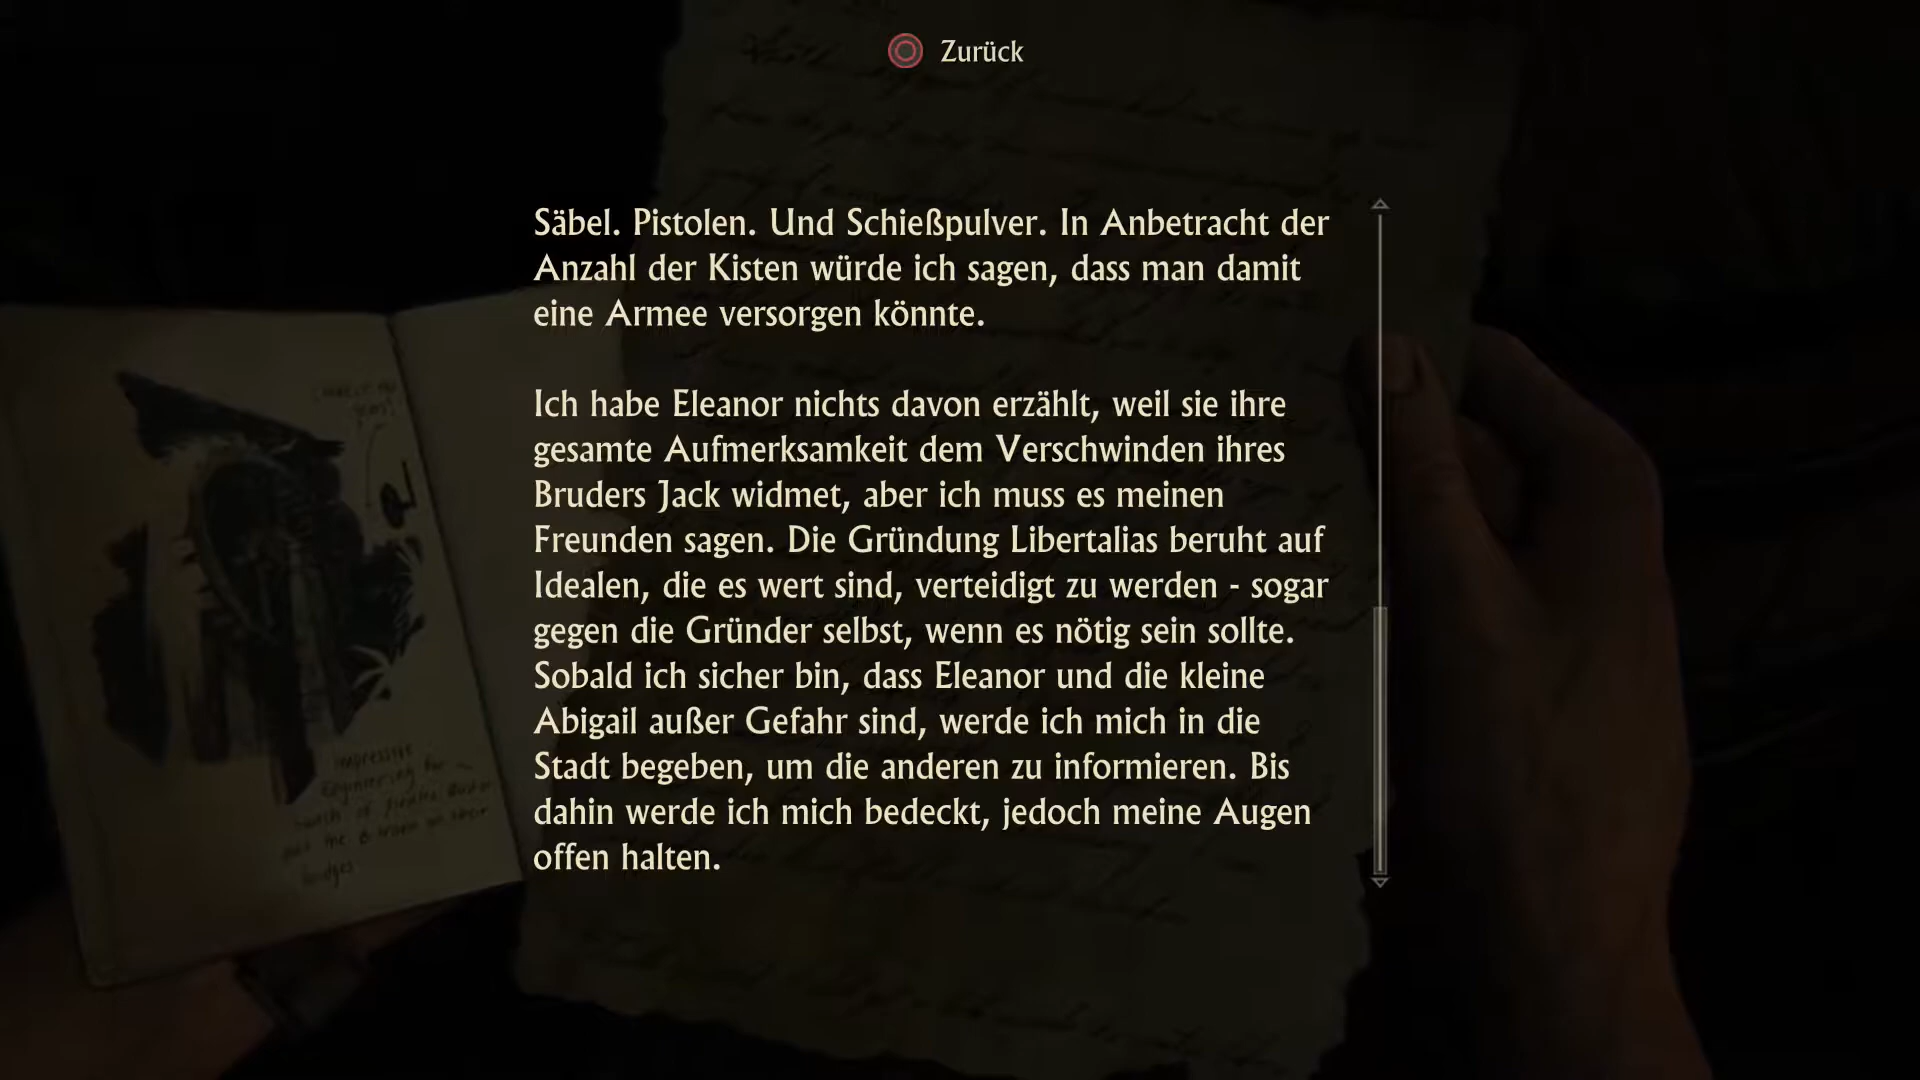 Zurück
Säbel. Pistolen. Und Schießpulver. In Anbetracht der
Anzahl der Kisten würde ich sagen, dass man damit
eine Armee versorgen könnte.
Ich habe Eleanor nichts davon erzählt, weil sie ihre
gesamte Aufmerksamkeit dem Verschwinden ihres
Bruders Jack widmet, aber ich muss es meinen
Freunden sagen. Die Gründung Libertalias beruht auf
Idealen, die es wert sind, verteidigt zu werden - sogar
gegen die Gründer selbst, wenn es nötig sein sollte.
Sobald ich sicher bin, dass Eleanor und die kleine
Abigail außer Gefahr sind, werde ich mich in die
Stadt begeben, um die anderen zu informieren. Bis
dahin werde ich mich bedeckt, jedoch meine Augen
offen halten.
Impressive
Engineering for